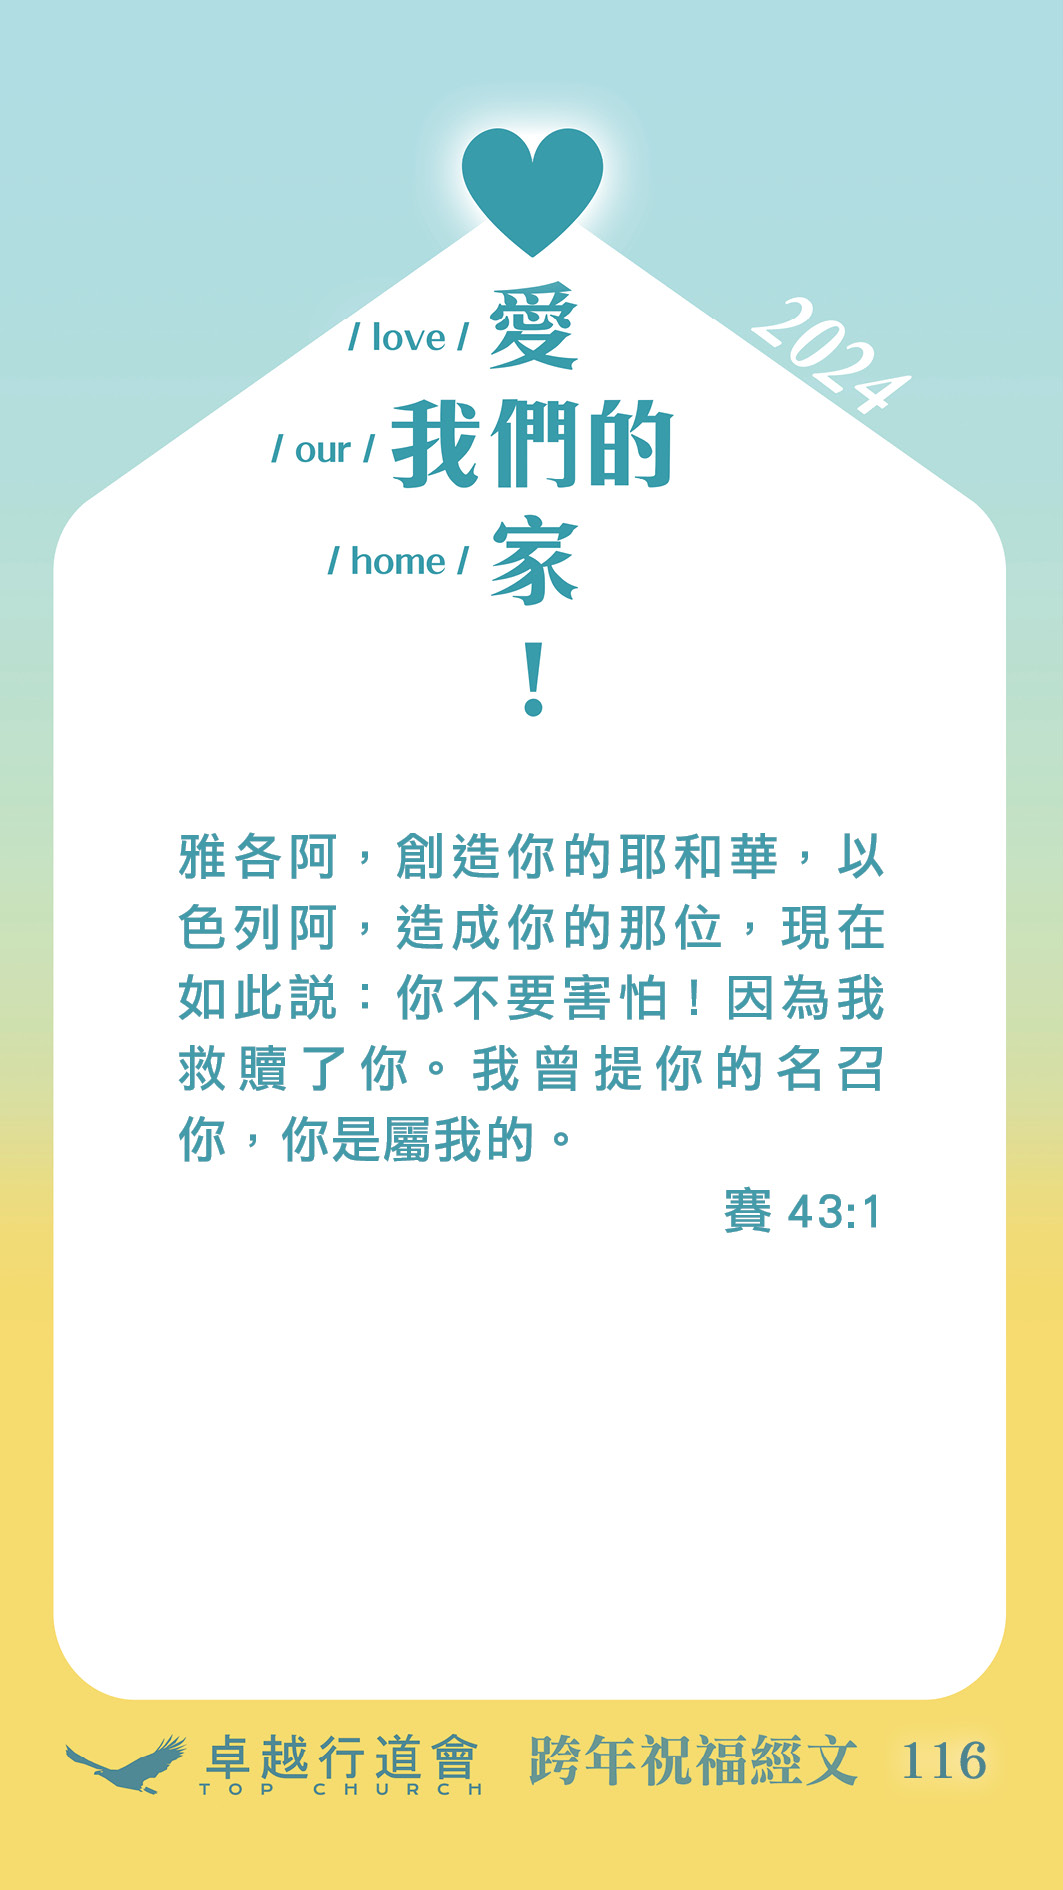 / love / 愛
2024
/ our / 我們的
/ home / 家
!
雅各阿，創造你的耶和華，以
色列阿，造成你的那位，現在
如此説：你不要害怕！因為我
救贖了你。我曾提你的名召
你，你是屬我的。
賽 43:1
卓越行道會 跨年祝福經文 116
TOP CHURCH